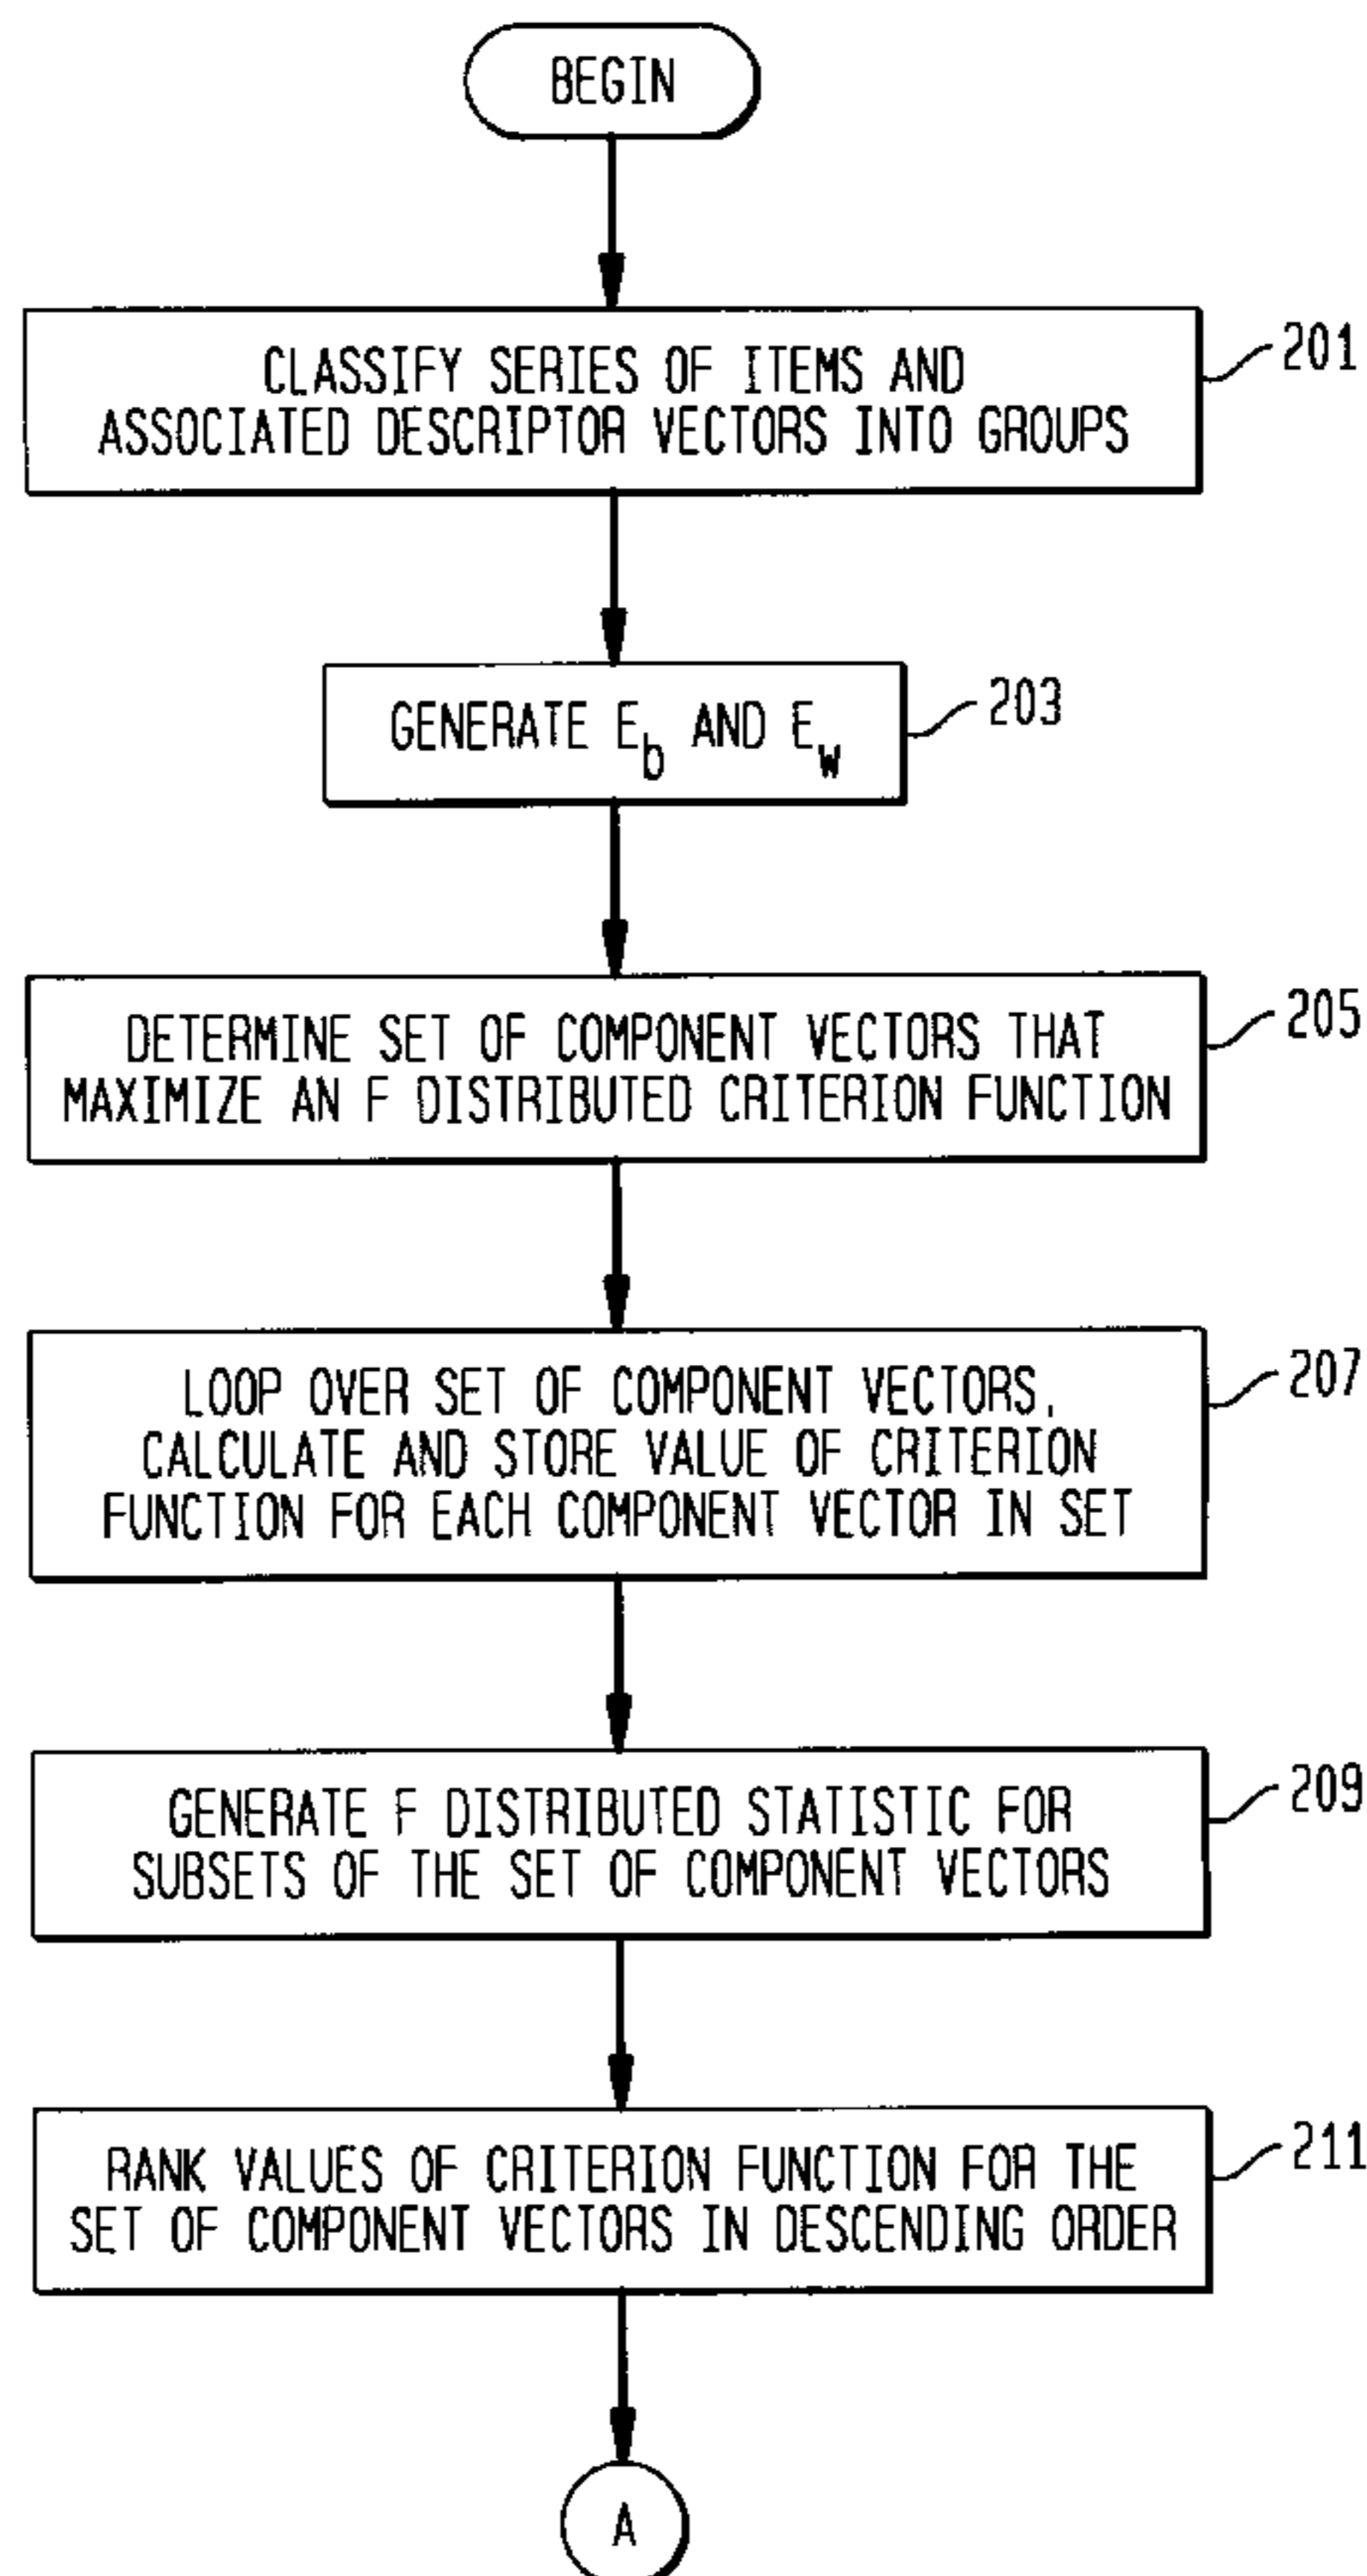 BEGIN
CLASSIFY SERIES OF ITEMS AND
ASSOCIATED DESCRIPTOR VECTORS INTO GROUPS
201
GENERATE E_b AND E_w
203
DETERMINE SET OF COMPONENT VECTORS THAT
MAXIMIZE AN F DISTRIBUTED CRITERION FUNCTION
205
LOOP OVER SET OF COMPONENT VECTORS,
CALCULATE AND STORE VALUE OF CRITERION
FUNCTION FOR EACH COMPONENT VECTOR IN SET
207
GENERATE F DISTRIBUTED STATISTIC FOR
SUBSETS OF THE SET OF COMPONENT VECTORS
209
RANK VALUES OF CRITERION FUNCTION FOR THE
SET OF COMPONENT VECTORS IN DESCENDING ORDER
211
A